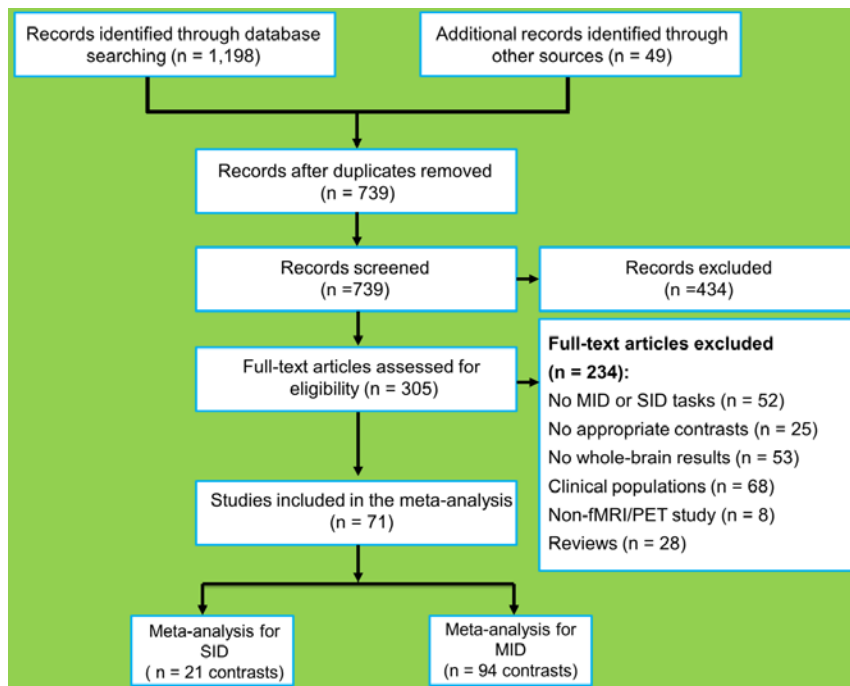 Records identified through database
searching (n = 1,198)
Additional records identified through
other sources (n = 49)
Records after duplicates removed
(n = 739)
Records screened
(n =739)
Records excluded
(n =434)
Full-text articles assessed for
eligibility (n = 305)
Full-text articles excluded
(n = 234):
No MID or SID tasks (n = 52)
No appropriate contrasts (n = 25)
No whole-brain results (n = 53)
Clinical populations (n = 68)
Non-fMRI/PET study (n = 8)
Reviews (n = 28)
Studies included in the meta-analysis
(n = 71)
Meta-analysis for
SID
( n = 21 contrasts)
Meta-analysis for
MID
(n = 94 contrasts)